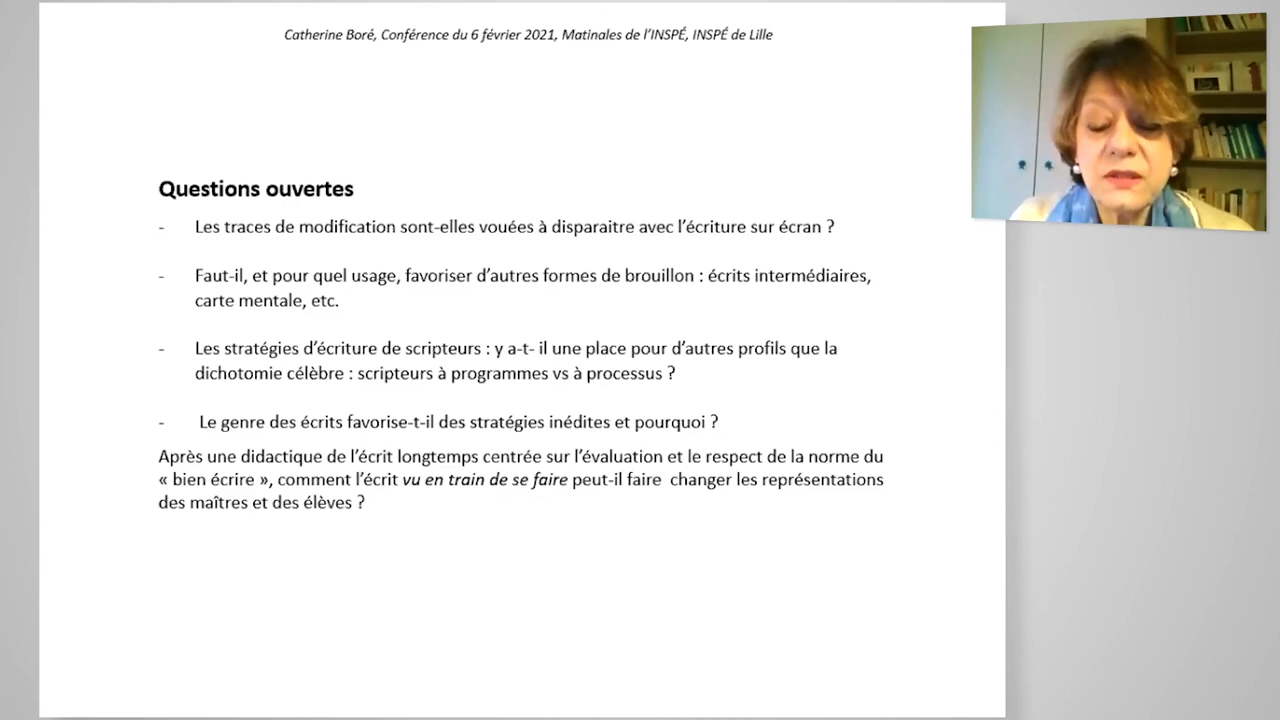 Catherine Boré, Conférence du 6 février 2021, Matinales de l'INSPÉ, INSPÉ de Lille
Questions ouvertes
- Les traces de modification sont-elles vouées à disparaitre avec l'écriture sur écran ?
- Faut-il, et pour quel usage, favoriser d'autres formes de brouillon : écrits intermédiaires,
carte mentale, etc.
- Les stratégies d'écriture de scripteurs : y a-t- il une place pour d'autres profils que la
dichotomie célèbre : scripteurs à programmes vs à processus ?
- Le genre des écrits favorise-t-il des stratégies inédites et pourquoi ?
Après une didactique de l'écrit longtemps centrée sur l'évaluation et le respect de la norme du
« bien écrire », comment l'écrit vu en train de se faire peut-il faire  changer les représentations
des maîtres et des élèves ?